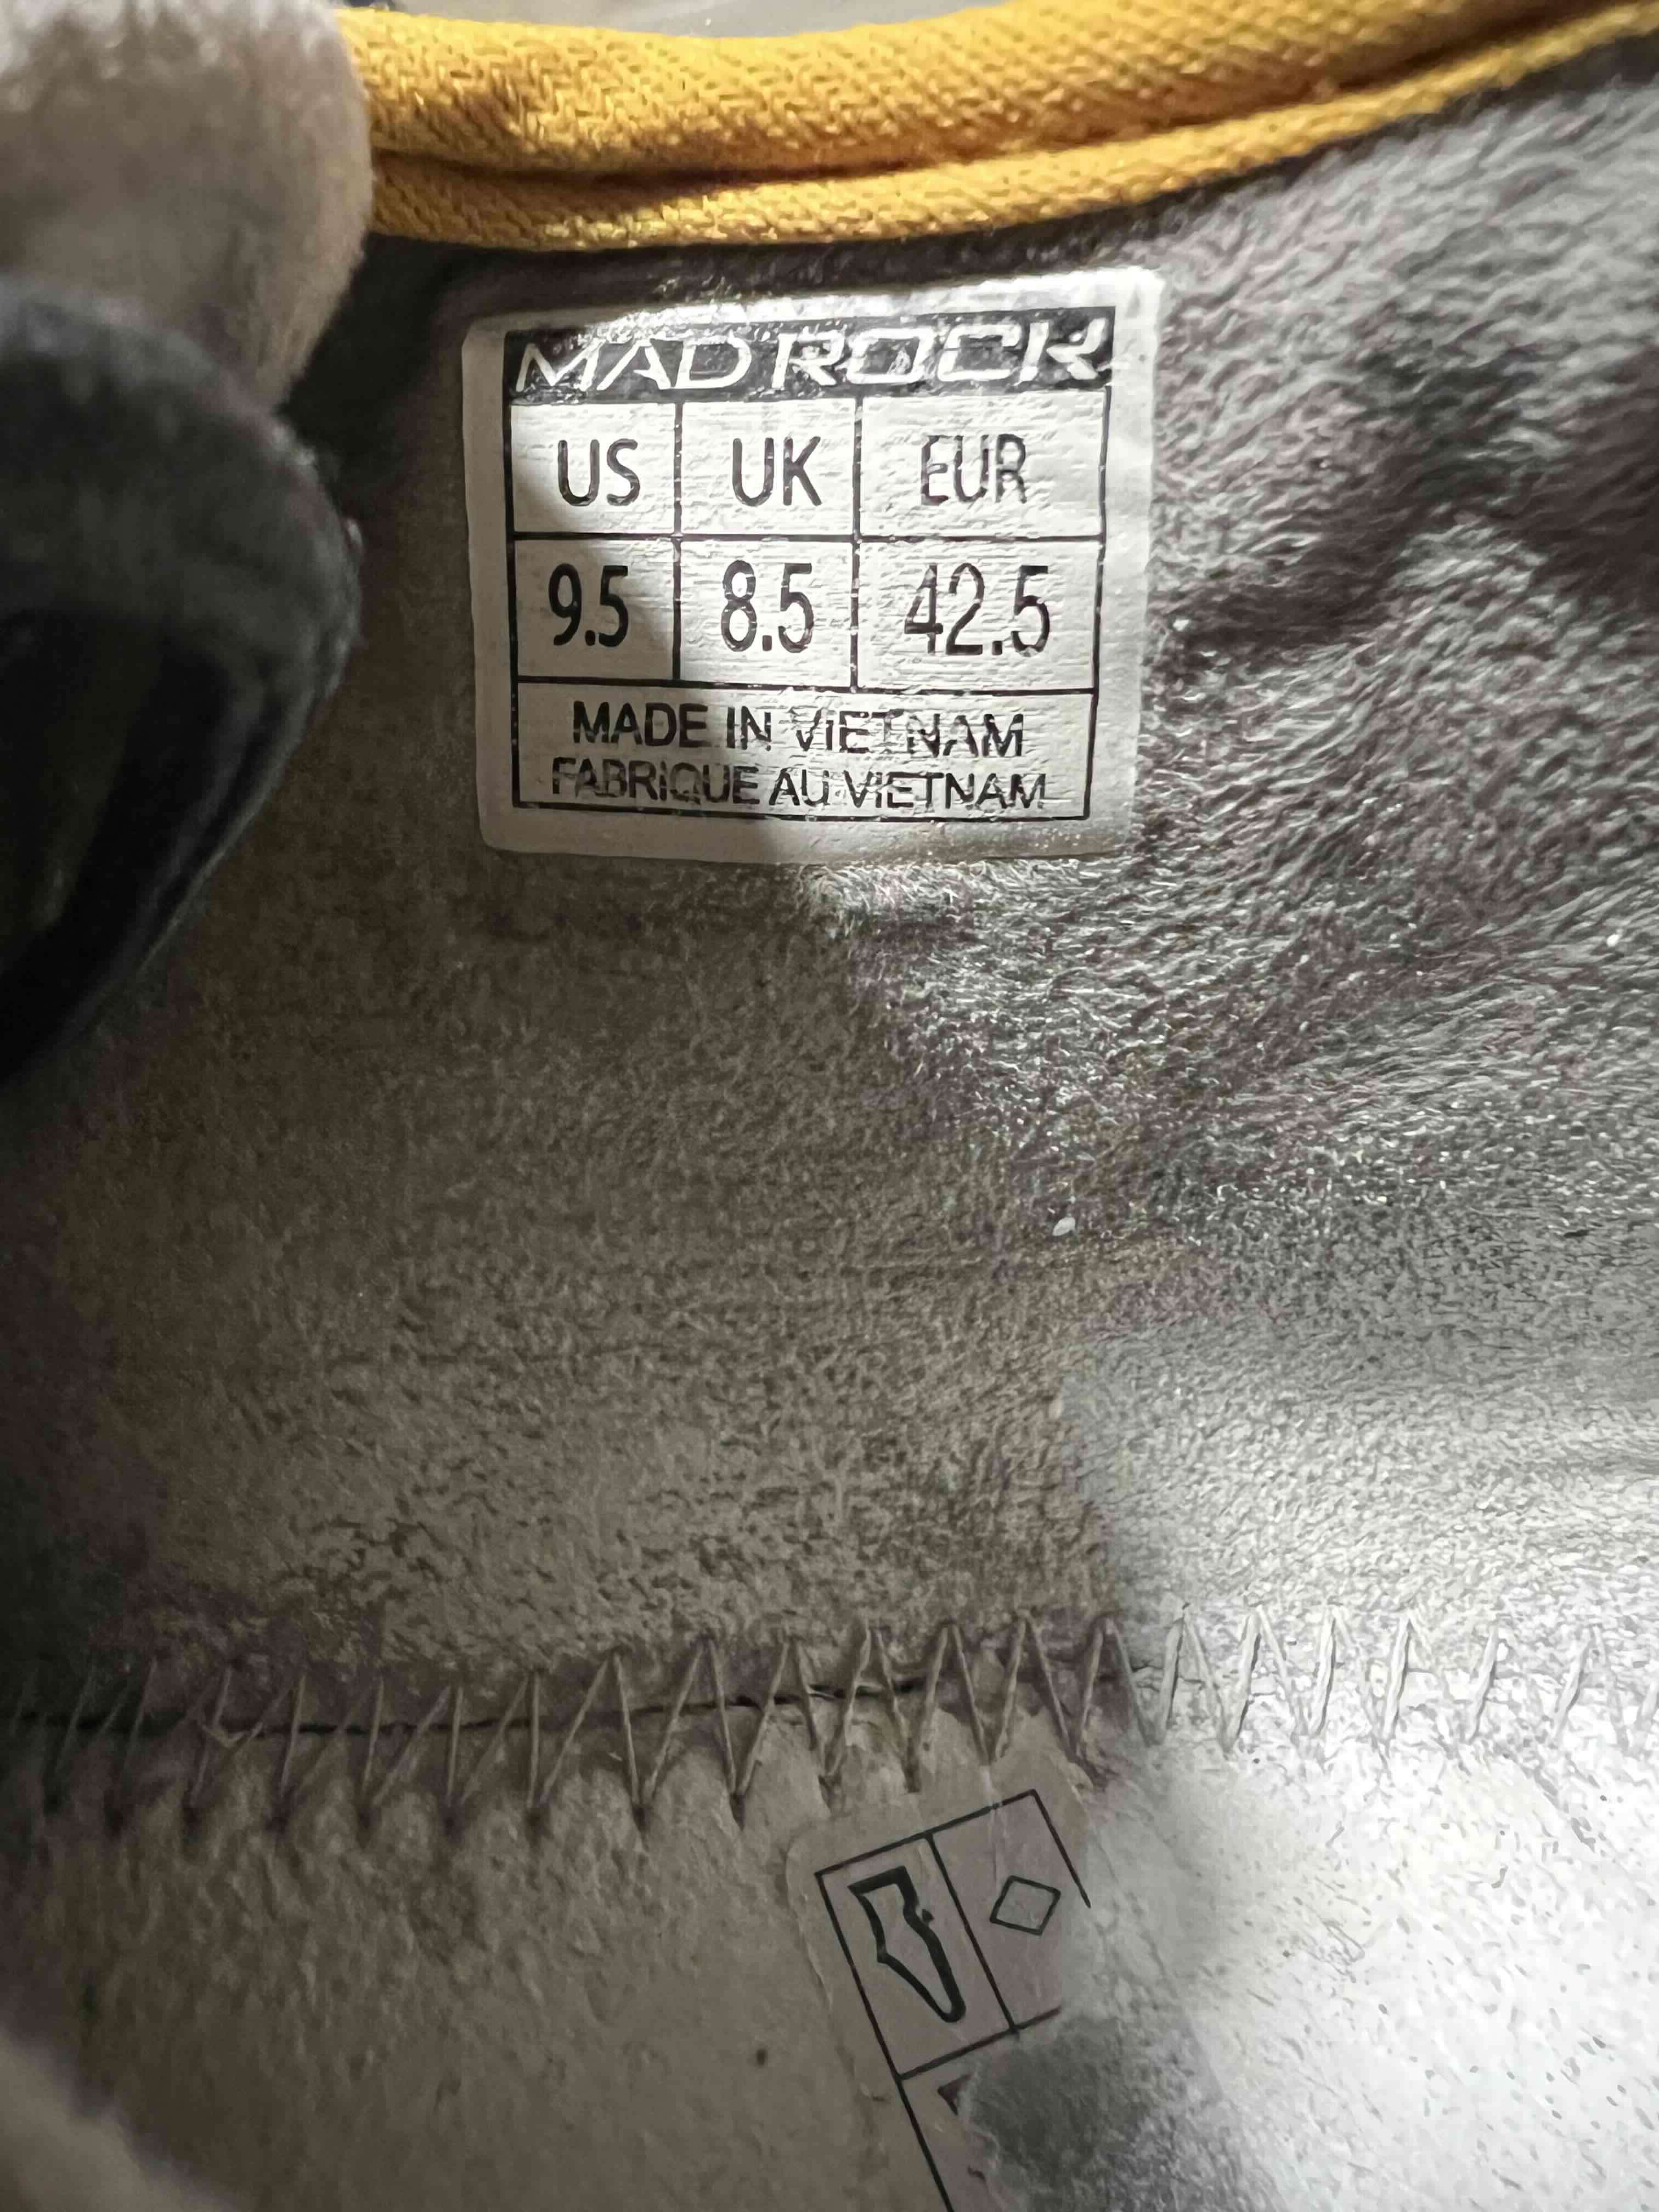 MAD ROCK
US UK EUR
9.5 8.5 42.5
MADE IN VIETNAM
FABRIQUE AU VIETNAM